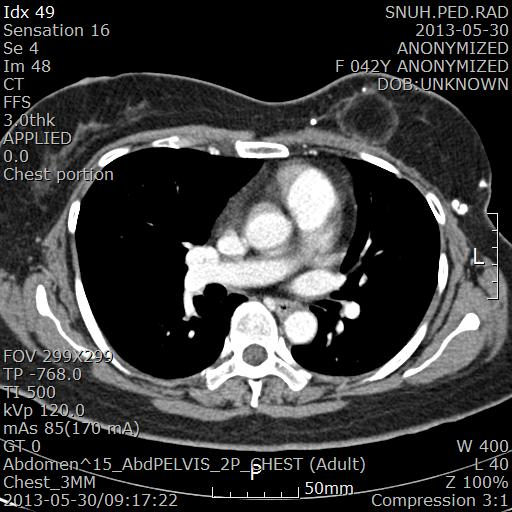 Idx 49
Sensation 16
Se 4
Im 48
CT
FFS
3.0thk
APPLIED
0.0
Chest portion
SNUH.PED.RAD
2013-05-30
ANONYMIZED
F 042Y ANONYMIZED
DOB:UNKNOWN
L
FOV 299X299
TP -768.0
TI 500
kVp 120.0
mAs 85(170 mA)
GT 0
Abdomen^15_AbdPELVIS_2P_CHEST (Adult)
Chest_3MM
2013-05-30/09:17:22
P
50mm
W 400
L 40
Z 100%
Compression 3:1